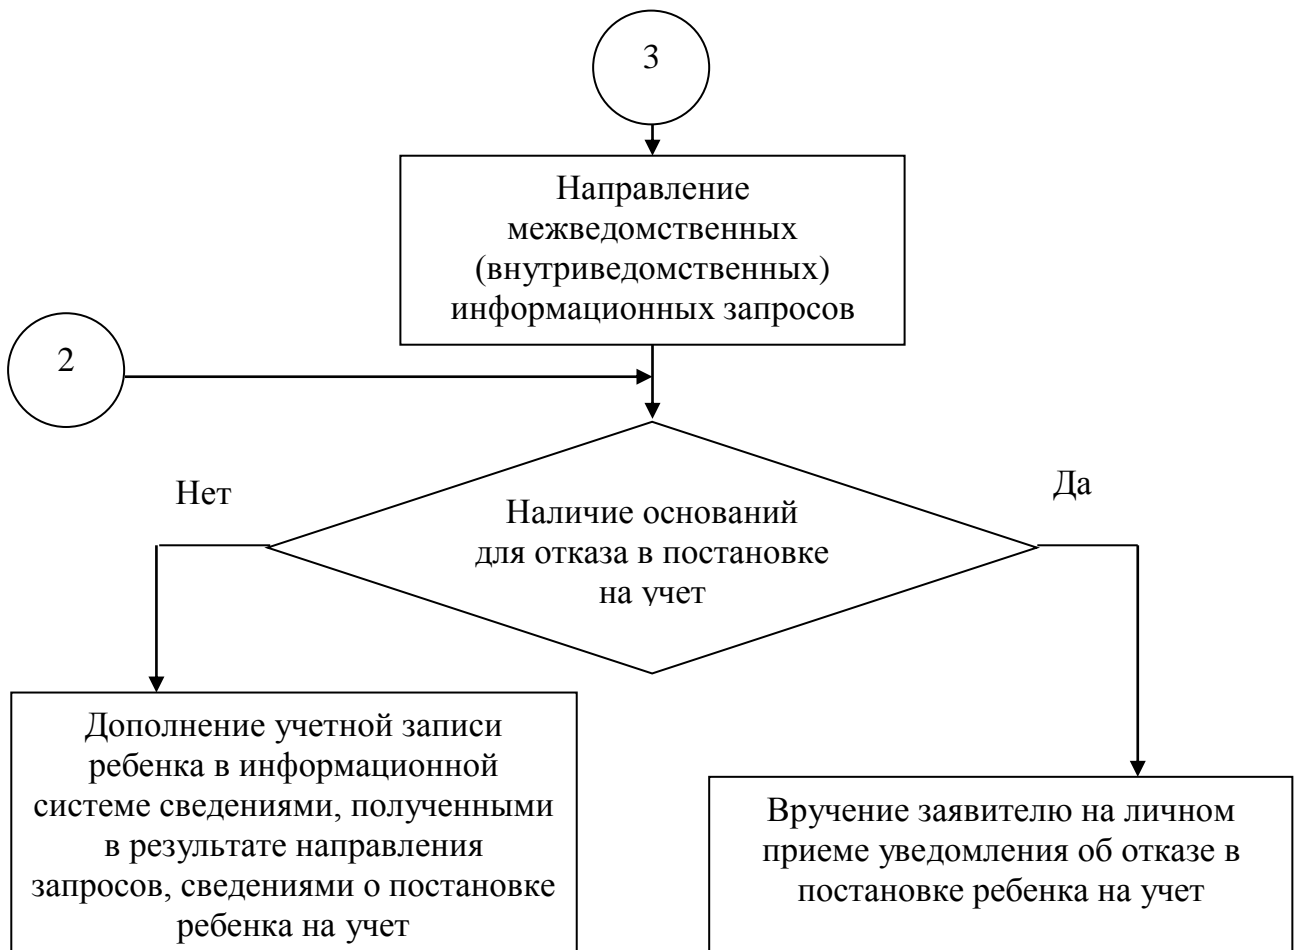 3
Направление
межведомственных
(внутриведомственных)
информационных запросов
2
Нет
Да
Наличие оснований
для отказа в постановке
на учет
Дополнение учетной записи
ребенка в информационной
системе сведениями, полученными
в результате направления
запросов, сведениями о постановке
ребенка на учет
Вручение заявителю на личном
приеме уведомления об отказе в
постановке ребенка на учет